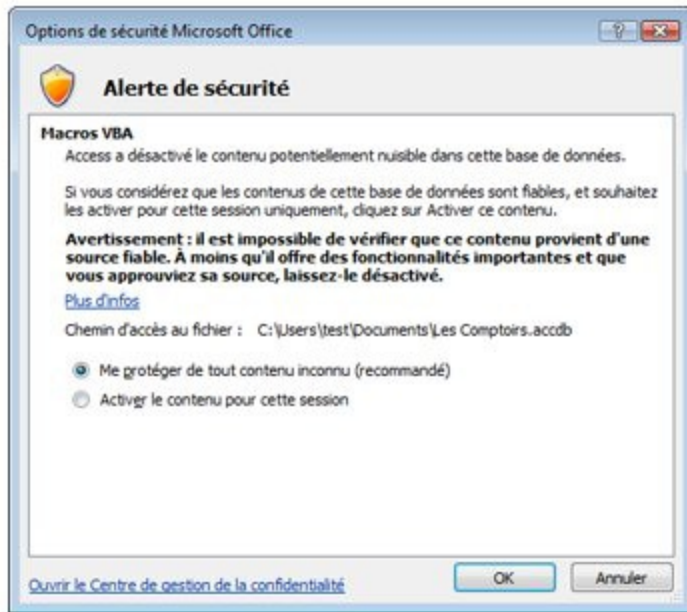 Options de sécurité Microsoft Office
Alerte de sécurité
Macros VBA
Access a désactivé le contenu potentiellement nuisible dans cette base de données.
Si vous considérez que les contenus de cette base de données sont fiables, et souhaitez
les activer pour cette session uniquement, cliquez sur Activer ce contenu.
Avertissement : il est impossible de vérifier que ce contenu provient d'une
source fiable. À moins qu'il offre des fonctionnalités importantes et que
vous approuviez sa source, laissez-le désactivé.
Plus d'infos
Chemin d'accès au fichier : C:\Users\test\Documents\Les Comptoirs.accdb
Me protéger de tout contenu inconnu (recommandé)
Activer le contenu pour cette session
Ouvrir le Centre de gestion de la confidentialité
OK
Annuler